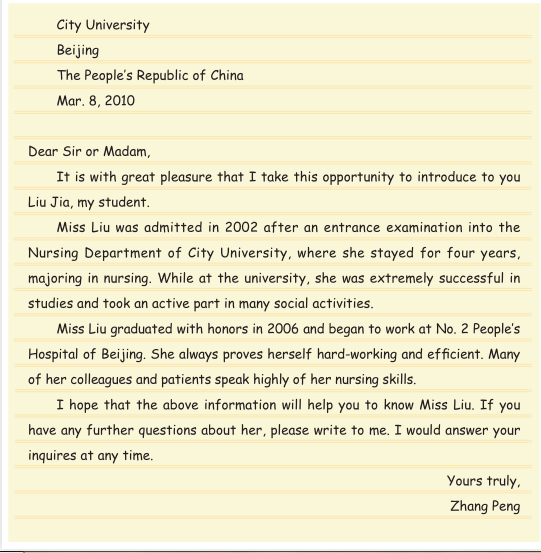 City University
Beijing
The People's Republic of China
Mar. 8, 2010
Dear Sir or Madam,
It is with great pleasure that I take this opportunity to introduce to you
Liu Jia, my student.
Miss Liu was admitted in 2002 after an entrance examination into the
Nursing Department of City University, where she stayed for four years,
majoring in nursing. While at the university, she was extremely successful in
studies and took an active part in many social activities.
Miss Liu graduated with honors in 2006 and began to work at No. 2 People's
Hospital of Beijing. She always proves herself hard-working and efficient. Many
of her colleagues and patients speak highly of her nursing skills.
I hope that the above information will help you to know Miss Liu. If you
have any further questions about her, please write to me. I would answer your
inquires at any time.
Yours truly,
Zhang Peng